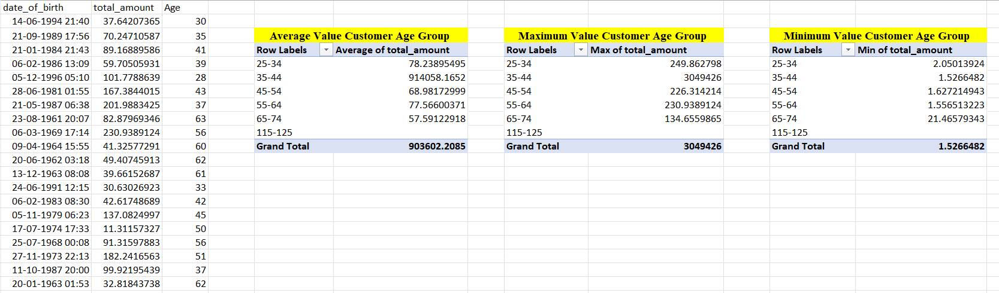 date_of_birth total_amount Age
14-06-1994 21:40 37.64207365 30
21-09-1989 17:56 70.24710587 35 Average Value Customer Age Group Maximum Value Customer Age Group Minimum Value Customer Age Group
21-01-1984 21:43 89.16889586 41 Row Labels Average of total_amount Row Labels Max of total_amount Row Labels Min of total_amount
06-02-1986 13:09 59.70505931 39 25-34 78.23895495 25-34 249.862798 25-34 2.05013924
05-12-1996 05:10 101.7788639 28 35-44 914058.1652 35-44 3049426 35-44 1.5266482
28-06-1981 01:55 167.3844015 43 45-54 68.98172999 45-54 226.314214 45-54 1.627214943
21-05-1987 06:38 201.9883425 37 55-64 77.56600371 55-64 230.9389124 55-64 1.556513223
23-08-1961 20:07 82.87969346 63 65-74 57.59122918 65-74 134.6559865 65-74 21.46579343
06-03-1969 17:14 230.9389124 56 115-125 115-125 115-125
09-04-1964 15:55 41.32577291 60 Grand Total 903602.2085 Grand Total 3049426 Grand Total 1.5266482
20-06-1962 03:18 49.40745913 62
13-12-1963 08:08 39.66152687 61
24-06-1991 12:15 30.63026923 33
06-02-1983 08:30 42.61748689 42
05-11-1979 06:23 137.0824997 45
17-07-1974 17:33 11.31157327 50
25-07-1968 00:08 91.31597883 56
27-11-1973 22:13 182.2416563 51
11-10-1987 20:00 99.92195439 37
20-01-1963 01:53 32.81843738 62